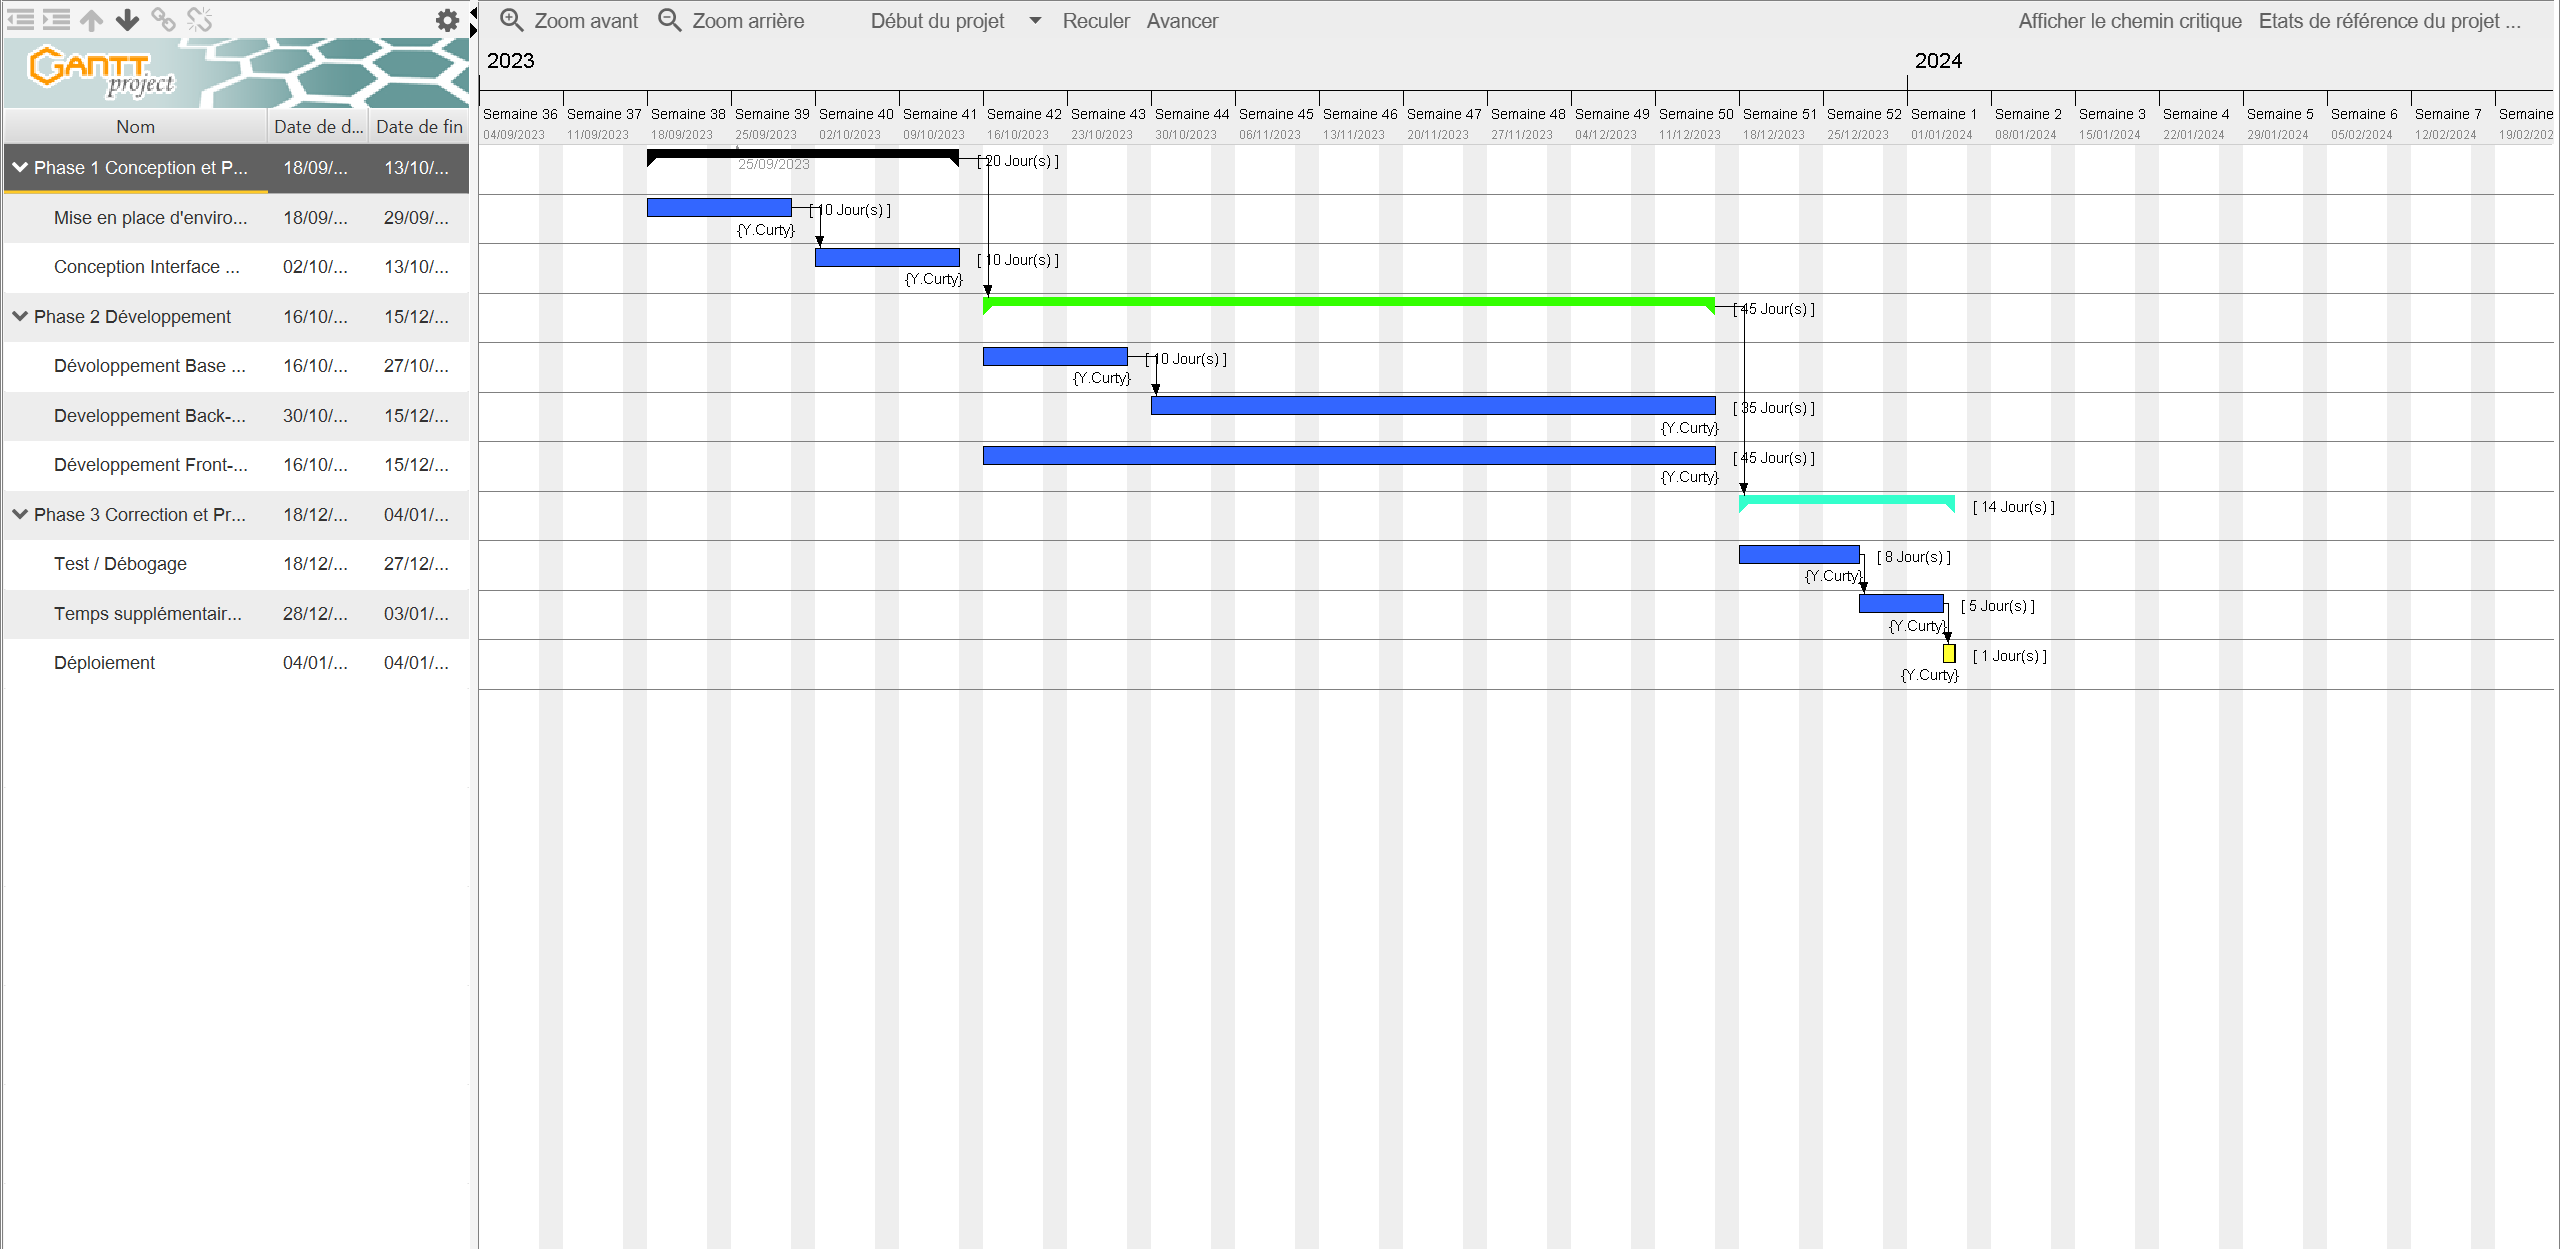 Zoom avant Zoom arrière Début du projet Reculer Avancer Afficher le chemin critique Etats de référence du projet ...
GANTT project
2023 2024
Semaine 36 Semaine 37 Semaine 38 Semaine 39 Semaine 40 Semaine 41 Semaine 42 Semaine 43 Semaine 44 Semaine 45 Semaine 46 Semaine 47 Semaine 48 Semaine 49 Semaine 50 Semaine 51 Semaine 52 Semaine 1 Semaine 2 Semaine 3 Semaine 4 Semaine 5 Semaine 6 Semaine 7 Semaine
04/09/2023 11/09/2023 18/09/2023 25/09/2023 02/10/2023 09/10/2023 16/10/2023 23/10/2023 30/10/2023 06/11/2023 13/11/2023 20/11/2023 27/11/2023 04/12/2023 11/12/2023 18/12/2023 25/12/2023 01/01/2024 08/01/2024 15/01/2024 22/01/2024 29/01/2024 05/02/2024 12/02/2024 19/02/202
Nom Date de d... Date de fin
Phase 1 Conception et P... 18/09/... 13/10/... 25/09/2023 [ 20 Jour(s) ]
Mise en place d'enviro... 18/09/... 29/09/... [ 10 Jour(s) ]
{Y.Curty}
Conception Interface ... 02/10/... 13/10/... [ 10 Jour(s) ]
{Y.Curty}
Phase 2 Développement 16/10/... 15/12/... [ 45 Jour(s) ]
Dévoloppement Base ... 16/10/... 27/10/... [ 10 Jour(s) ]
{Y.Curty}
Developpement Back-... 30/10/... 15/12/... [ 35 Jour(s) ]
{Y.Curty}
Développement Front-... 16/10/... 15/12/... [ 45 Jour(s) ]
{Y.Curty}
Phase 3 Correction et Pr... 18/12/... 04/01/... [ 14 Jour(s) ]
Test / Débogage 18/12/... 27/12/... [ 8 Jour(s) ]
{Y.Curty}
Temps supplémentair... 28/12/... 03/01/... [ 5 Jour(s) ]
{Y.Curty}
Déploiement 04/01/... 04/01/... [ 1 Jour(s) ]
{Y.Curty}